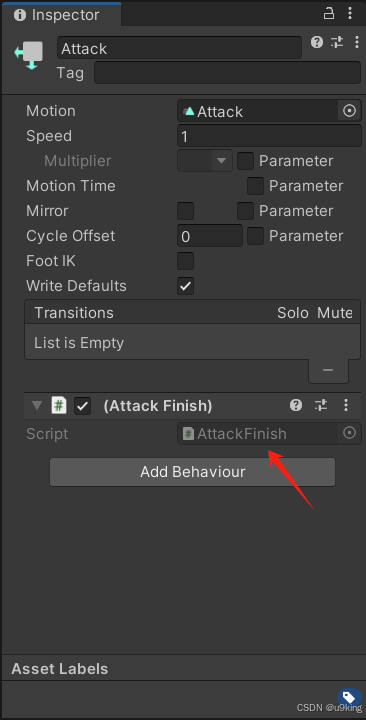 Inspector
Attack
Tag
Motion Attack
Speed 1
Multiplier Parameter
Motion Time Parameter
Mirror Parameter
Cycle Offset 0 Parameter
Foot IK
Write Defaults
Transitions Solo Mute
List is Empty
(Attack Finish)
Script AttackFinish
Add Behaviour
Asset Labels
CSDN @u9king